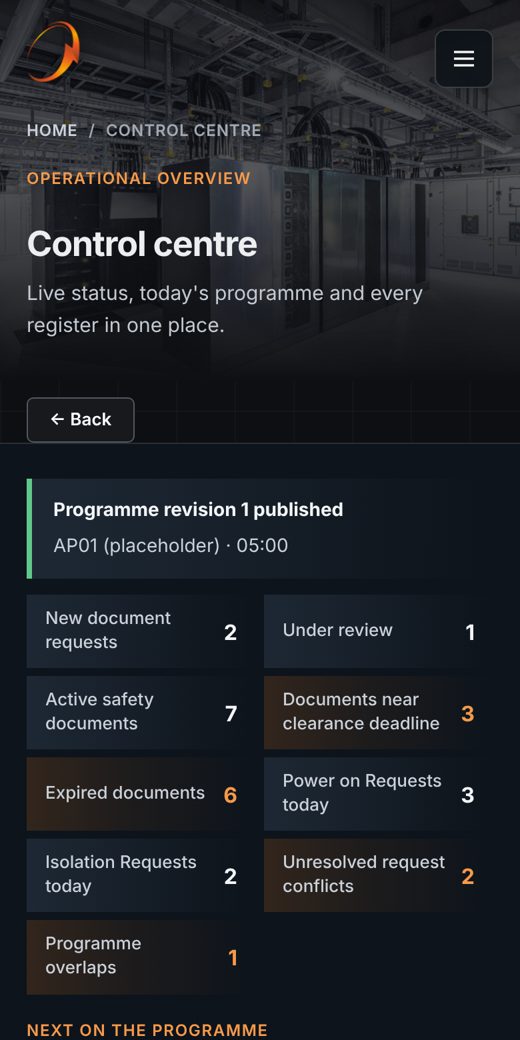 HOME / CONTROL CENTRE
OPERATIONAL OVERVIEW
Control centre
Live status, today's programme and every
register in one place.
← Back
Programme revision 1 published
AP01 (placeholder) · 05:00
New document
requests
2
Under review
1
Active safety
documents
7
Documents near
clearance deadline
3
Expired documents
6
Power on Requests
today
3
Isolation Requests
today
2
Unresolved request
conflicts
2
Programme
overlaps
1
NEXT ON THE PROGRAMME